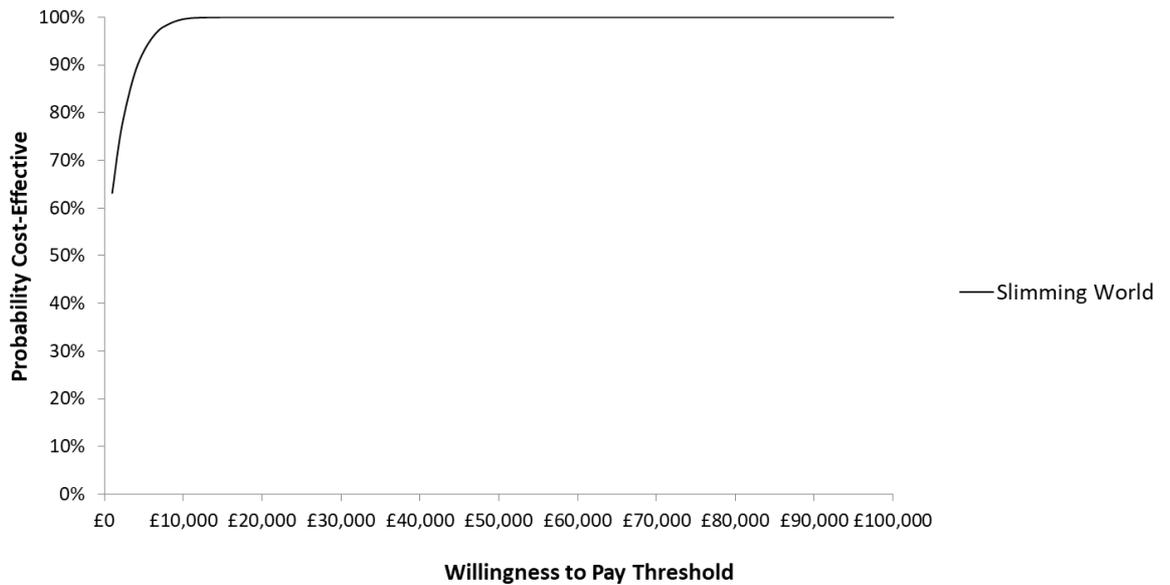 100%
90%
80%
70%
60%
50%
40%
30%
20%
10%
0%
Probability Cost-Effective
£0 £10,000 £20,000 £30,000 £40,000 £50,000 £60,000 £70,000 £80,000 £90,000 £100,000
Willingness to Pay Threshold
Slimming World